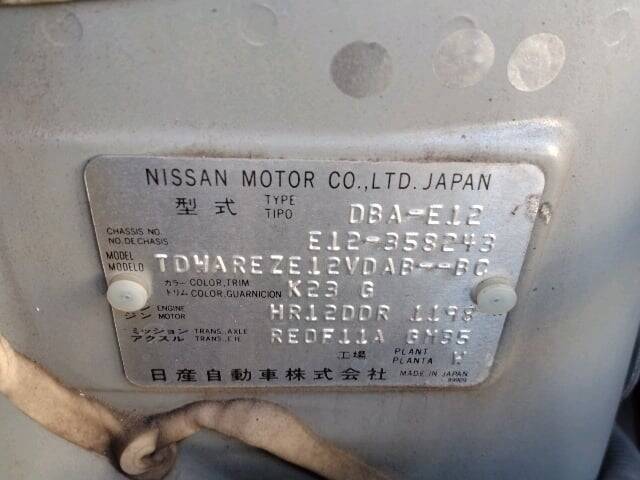 NISSAN MOTOR CO.,LTD. JAPAN
型式 TYPE TIPO DBA-E12
CHASSIS NO. NO.DE CHASIS E12-358243
MODEL MODELO TDWAREZE12VDAB--BC
カラー トリム COLOR,TRIM COLOR,GUARNICION K23 G
エンジン ENGINE MOTOR HR12DDR 1198
ミッション アクスル TRANS.AXLE TRANS.EJE RE0F11A GM35
工場 PLANT PLANTA W
日産自動車株式会社 MADE IN JAPAN